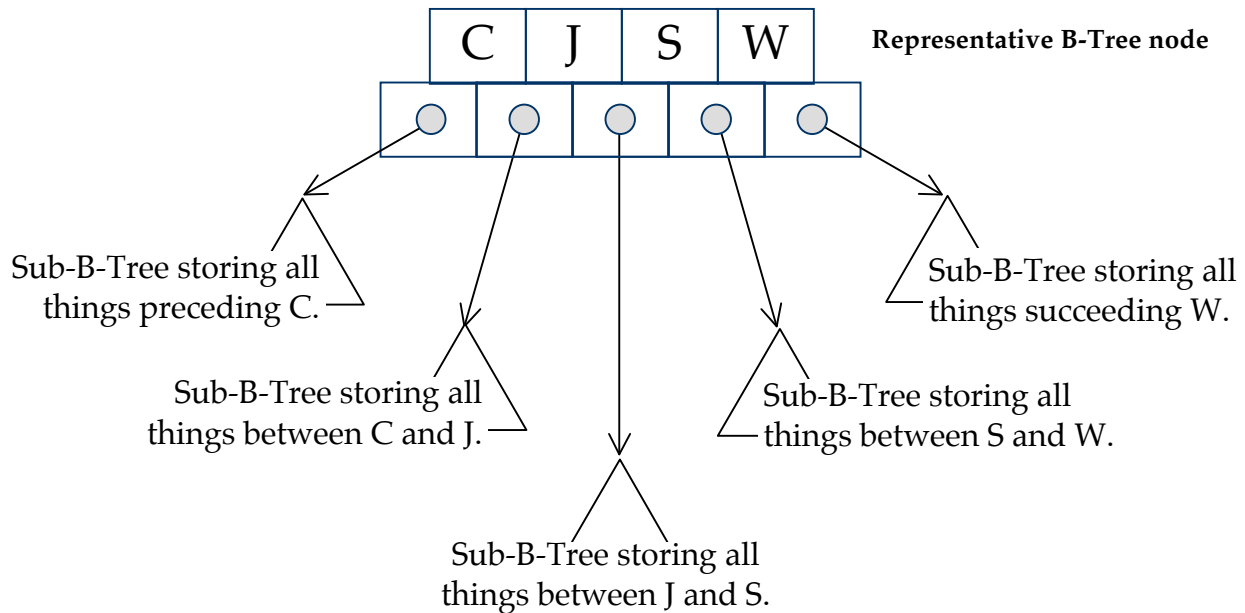 C J S W
Representative B-Tree node
Sub-B-Tree storing all
things preceding C.
Sub-B-Tree storing all
things succeeding W.
Sub-B-Tree storing all
things between C and J.
Sub-B-Tree storing all
things between S and W.
Sub-B-Tree storing all
things between J and S.